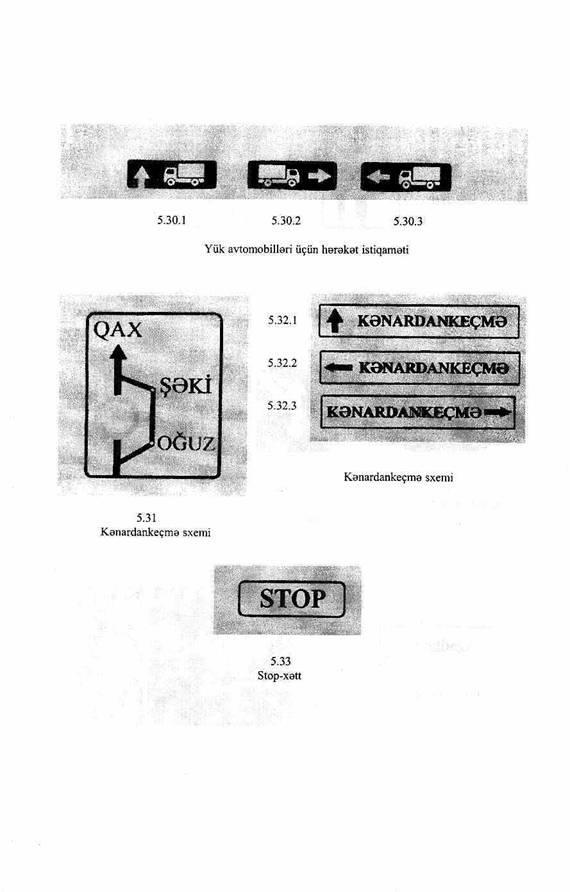 5.30.1 5.30.2 5.30.3
Yük avtomobilləri üçün hərəkət istiqaməti
QAX
ŞƏKİ
OĞUZ
5.31
Kənardankeçmə sxemi
5.32.1 KƏNARDANKEÇMƏ
5.32.2 KƏNARDANKEÇMƏ
5.32.3 KƏNARDANKEÇMƏ
Kənardankeçmə sxemi
STOP
5.33
Stop-xətt